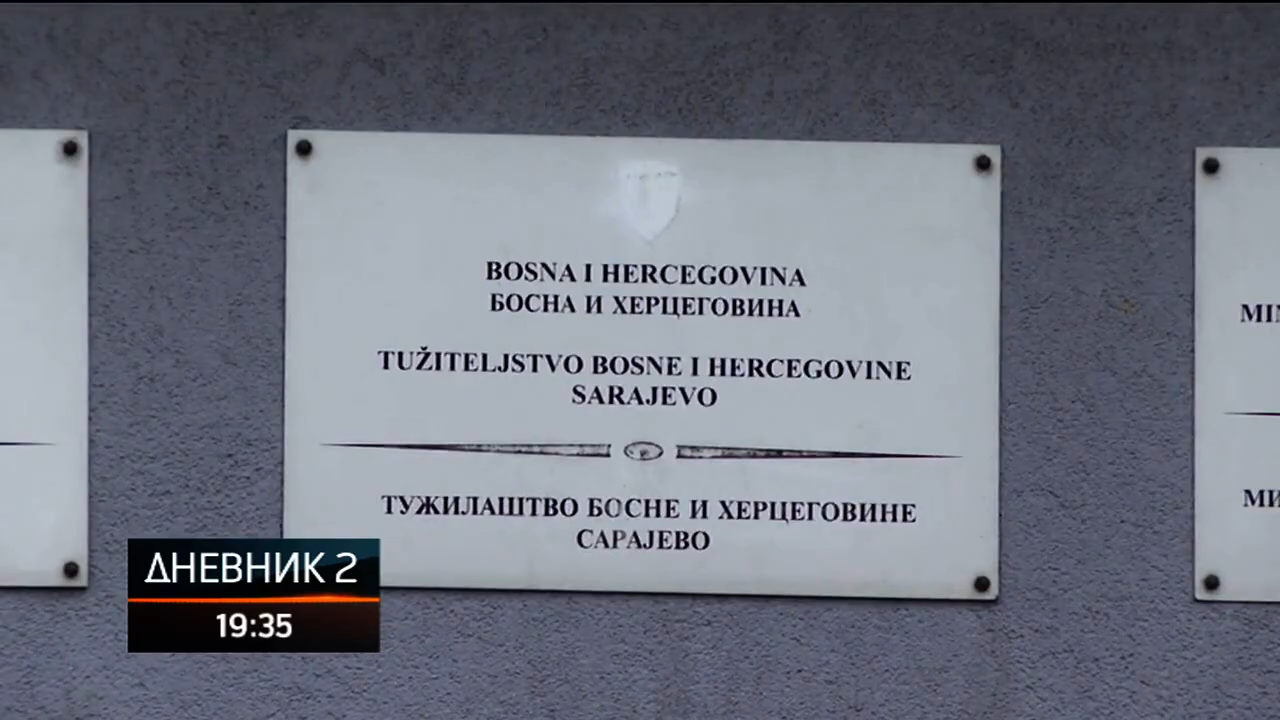 BOSNA I HERCEGOVINA
БОСНА И ХЕРЦЕГОВИНА
TUŽITELJSTVO BOSNE I HERCEGOVINE
SARAJEVO
ТУЖИЛАШТВО БОСНЕ И ХЕРЦЕГОВИНЕ
САРАЈЕВО
ДНЕВНИК 2
19:35